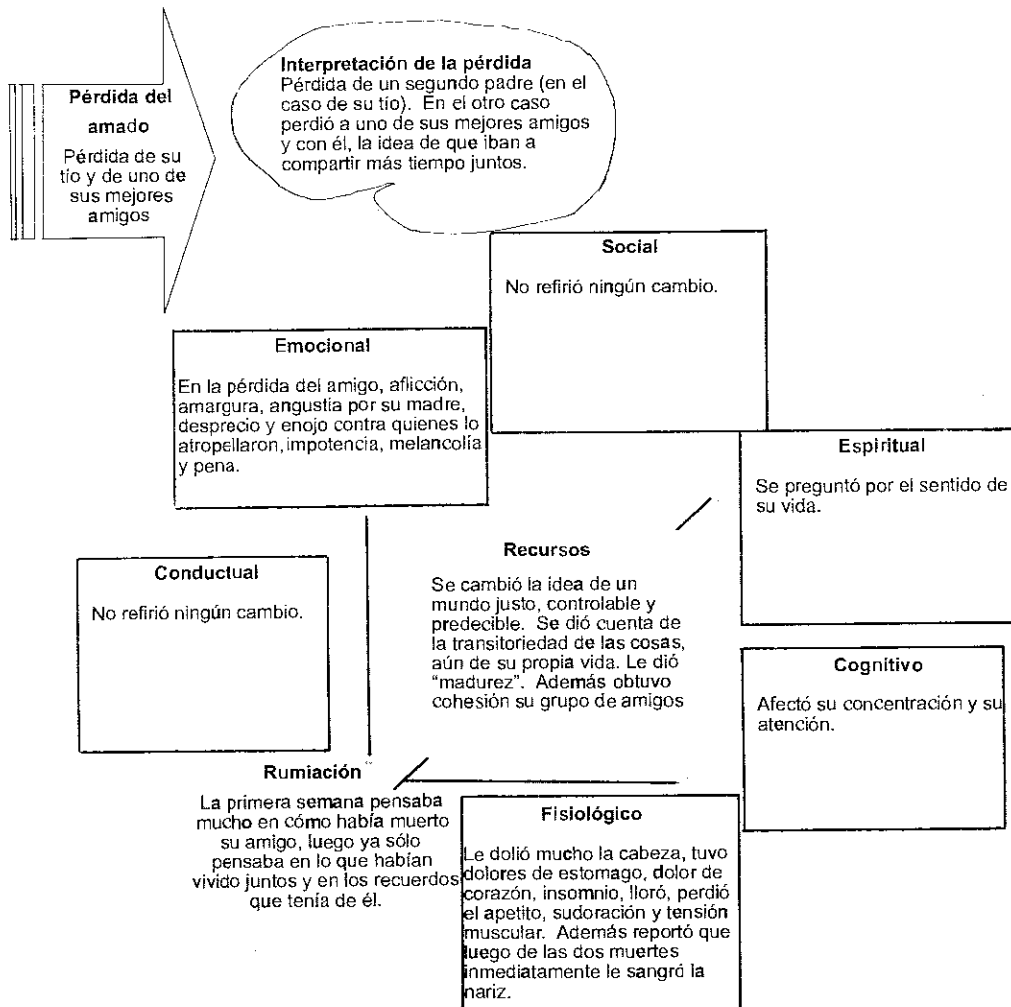 Pérdida del
amado
Pérdida de su
tío y de uno de
sus mejores
amigos
Interpretación de la pérdida
Pérdida de un segundo padre (en el
caso de su tío). En el otro caso
perdió a uno de sus mejores amigos
y con él, la idea de que iban a
compartir más tiempo juntos.
Social
No refirió ningún cambio.
Emocional
En la pérdida del amigo, aflicción,
amargura, angustia por su madre,
desprecio y enojo contra quienes lo
atropellaron, impotencia, melancolía
y pena.
Espiritual
Se preguntó por el sentido de
su vida.
Recursos
Se cambió la idea de un
mundo justo, controlable y
predecible. Se dió cuenta de
la transitoriedad de las cosas,
aún de su propia vida. Le dió
"madurez". Además obtuvo
cohesión su grupo de amigos
Conductual
No refirió ningún cambio.
Cognitivo
Afectó su concentración y su
atención.
Rumiación
La primera semana pensaba
mucho en cómo había muerto
su amigo, luego ya sólo
pensaba en lo que habían
vivido juntos y en los recuerdos
que tenía de él.
Fisiológico
Le dolió mucho la cabeza, tuvo
dolores de estomago, dolor de
corazón, insomnio, lloró, perdió
el apetito, sudoración y tensión
muscular. Además reportó que
luego de las dos muertes
inmediatamente le sangró la
nariz.